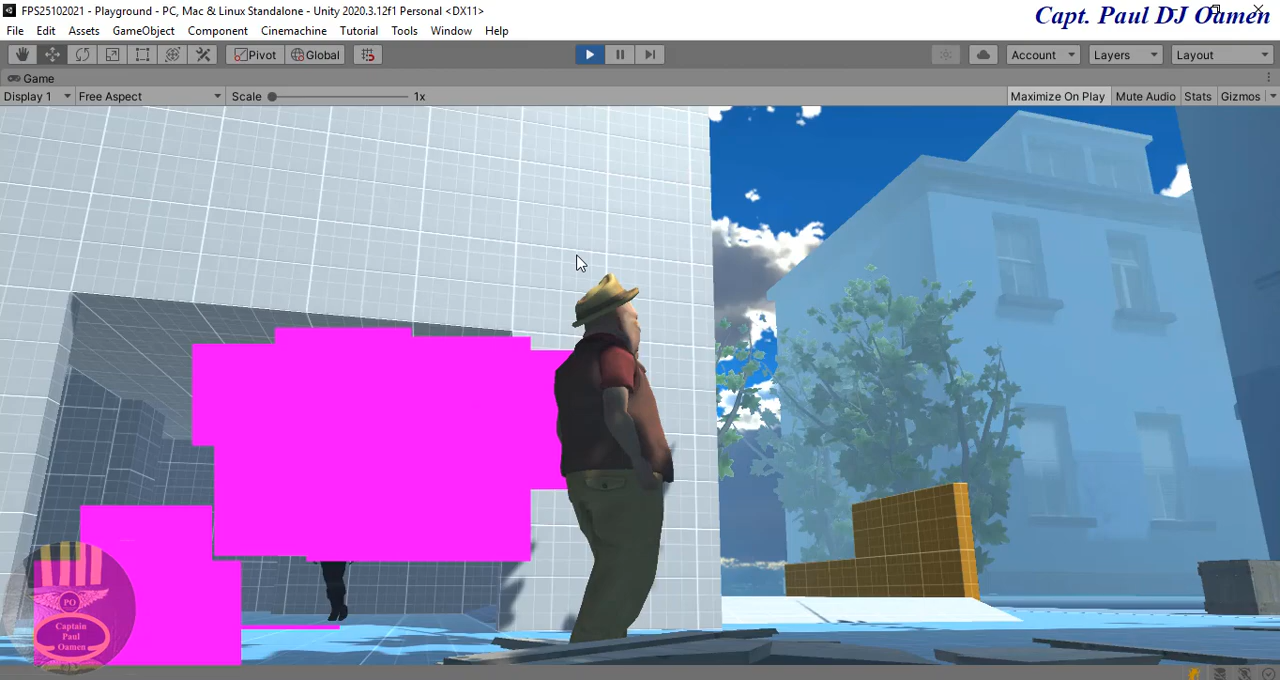 FPS25102021 - Playground - PC, Mac & Linux Standalone - Unity 2020.3.12f1 Personal <DX11>
Capt. Paul DJ Oamen
File Edit Assets GameObject Component Cinemachine Tutorial Tools Window Help
Pivot Global Account Layers Layout
Game
Display 1 Free Aspect Scale 1x Maximize On Play Mute Audio Stats Gizmos
PO
Captain
Paul
Oamen